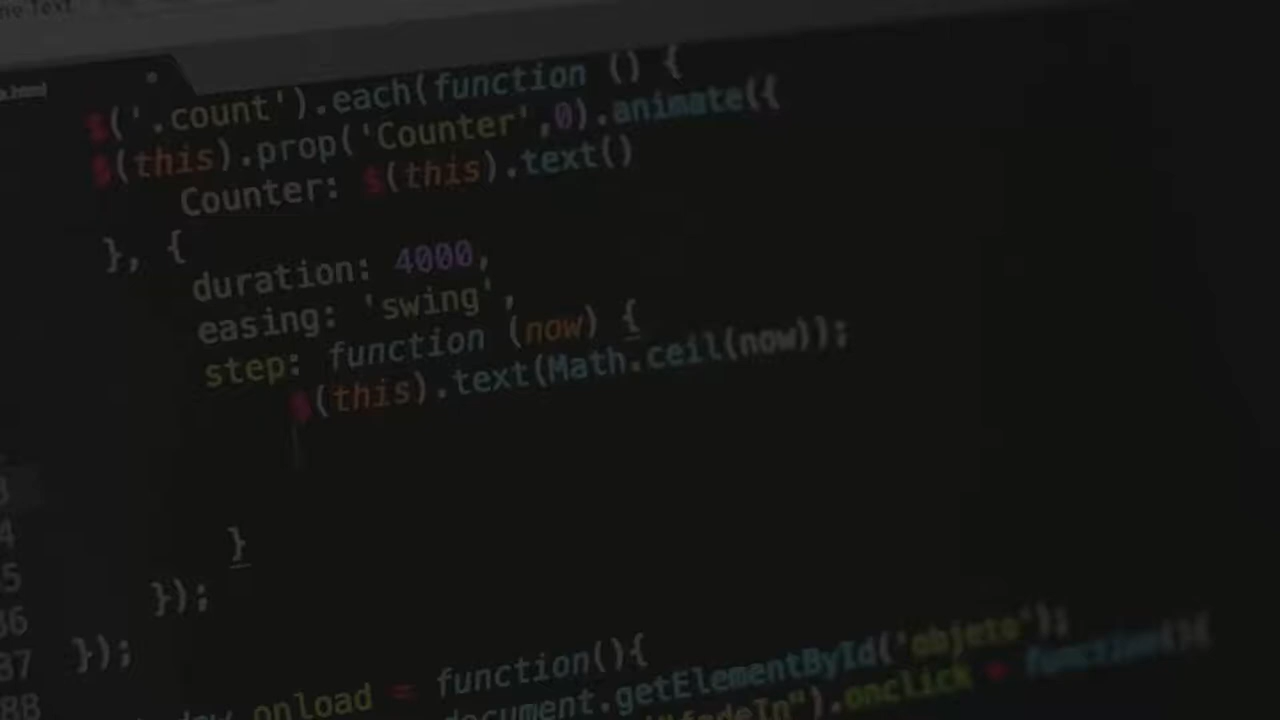 $('.count').each(function () {
$(this).prop('Counter',0).animate({
Counter: $(this).text()
}, {
duration: 4000,
easing: 'swing',
step: function (now) {
$(this).text(Math.ceil(now));
}
});
});
onload = function(){
document.getElementById('objeto');
"fadeIn").onclick = function(){